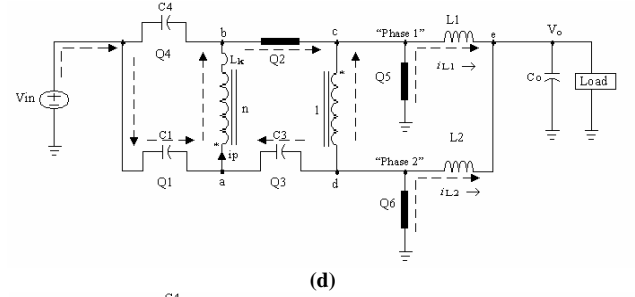 C4
b
c
"Phase 1"
L1
e
Vo
Q4
Lk
Q2
Q5
iL1
Co
Load
Vin
n
1
*
*
C1
ip
C3
L2
"Phase 2"
Q1
a
Q3
d
iL2
Q6
(d)
C4